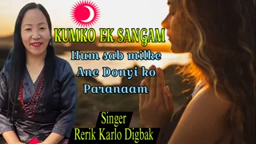 KUMKO EK SANGAM
Hum sab milke
Ane Donyi ko
Paranaam
Singer
Rerik Karlo Digbak